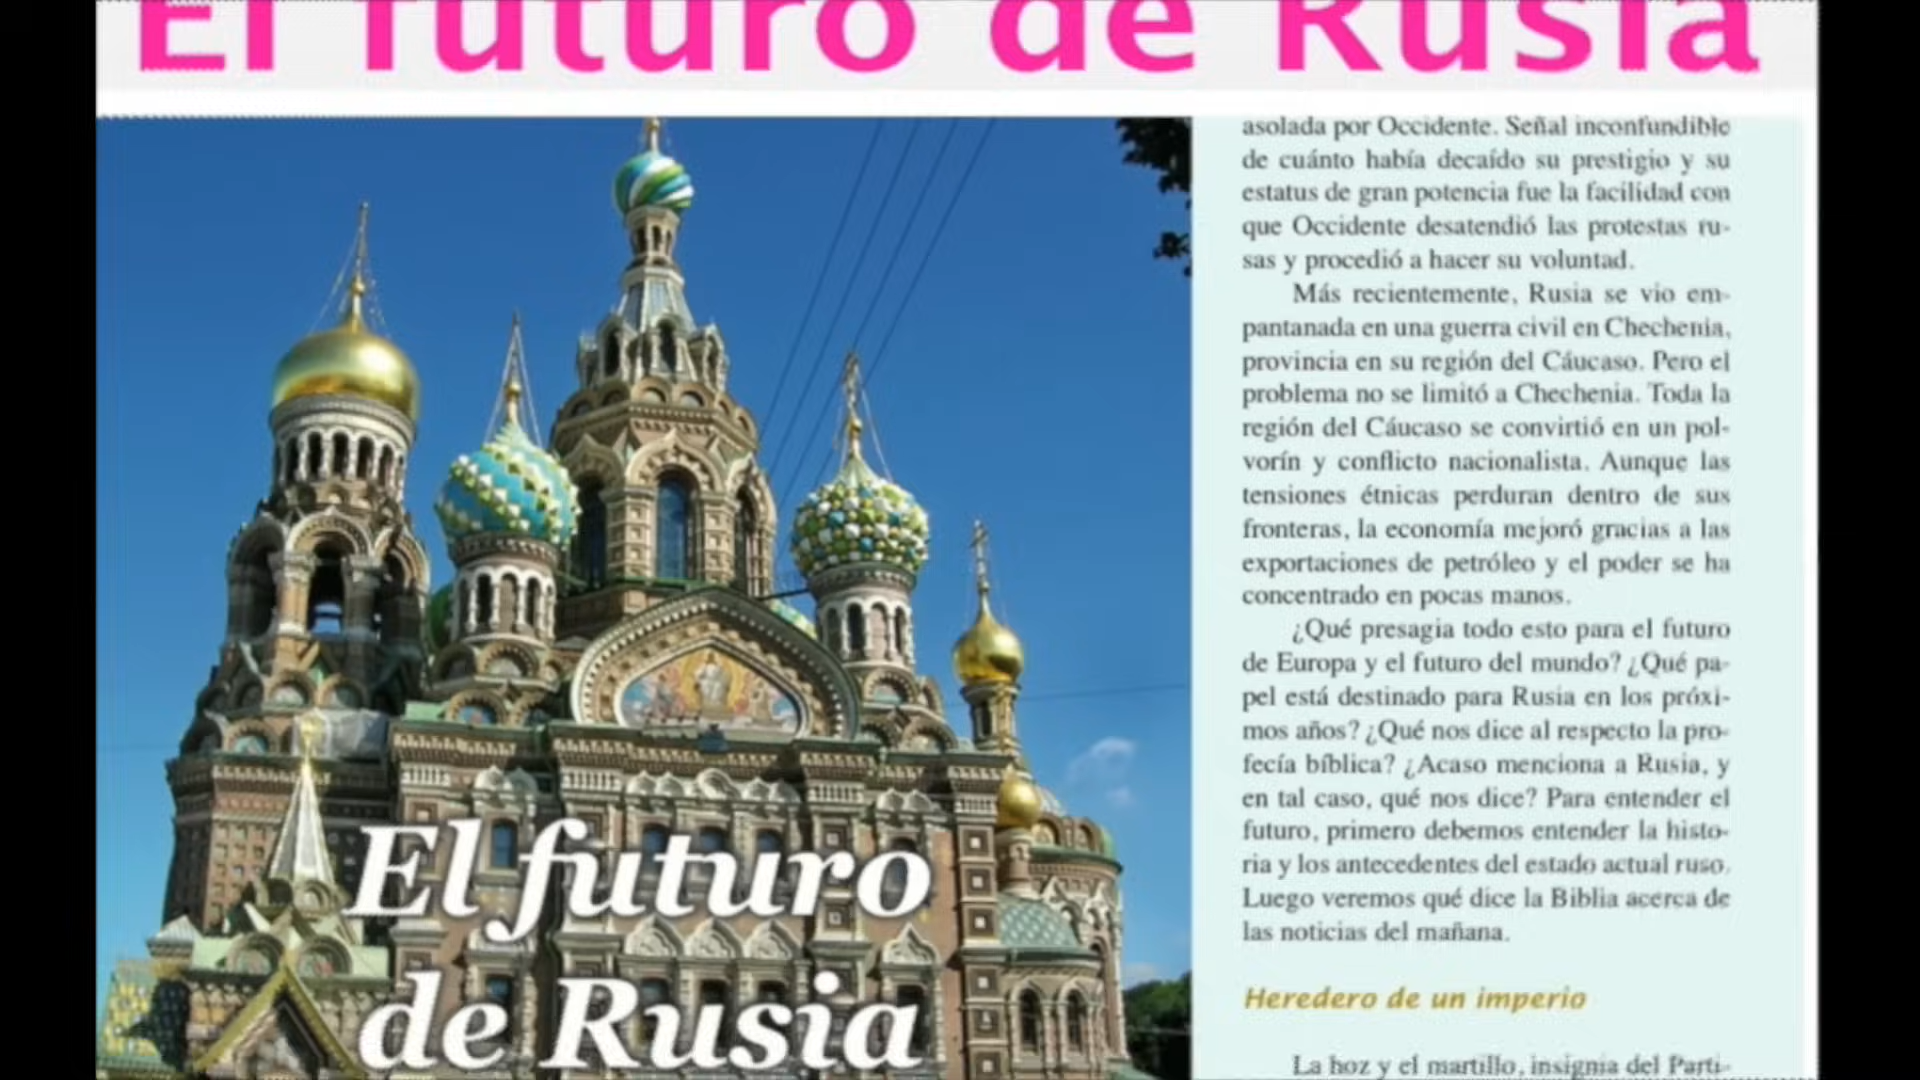 El futuro de Rusia
asolada por Occidente. Señal inconfundible
de cuánto había decaído su prestigio y su
estatus de gran potencia fue la facilidad con
que Occidente desatendió las protestas ru-
sas y procedió a hacer su voluntad.
Más recientemente, Rusia se vio em-
pantanada en una guerra civil en Chechenia,
provincia en su región del Cáucaso. Pero el
problema no se limitó a Chechenia. Toda la
región del Cáucaso se convirtió en un pol-
vorín y conflicto nacionalista. Aunque las
tensiones étnicas perduran dentro de sus
fronteras, la economía mejoró gracias a las
exportaciones de petróleo y el poder se ha
concentrado en pocas manos.
¿Qué presagia todo esto para el futuro
de Europa y el futuro del mundo? ¿Qué pa-
pel está destinado para Rusia en los próxi-
mos años? ¿Qué nos dice al respecto la pro-
fecía bíblica? ¿Acaso menciona a Rusia, y
en tal caso, qué nos dice? Para entender el
futuro, primero debemos entender la histo-
ria y los antecedentes del estado actual ruso.
Luego veremos qué dice la Biblia acerca de
las noticias del mañana.
Heredero de un imperio
La hoz y el martillo, insignia del Parti-
El futuro
de Rusia